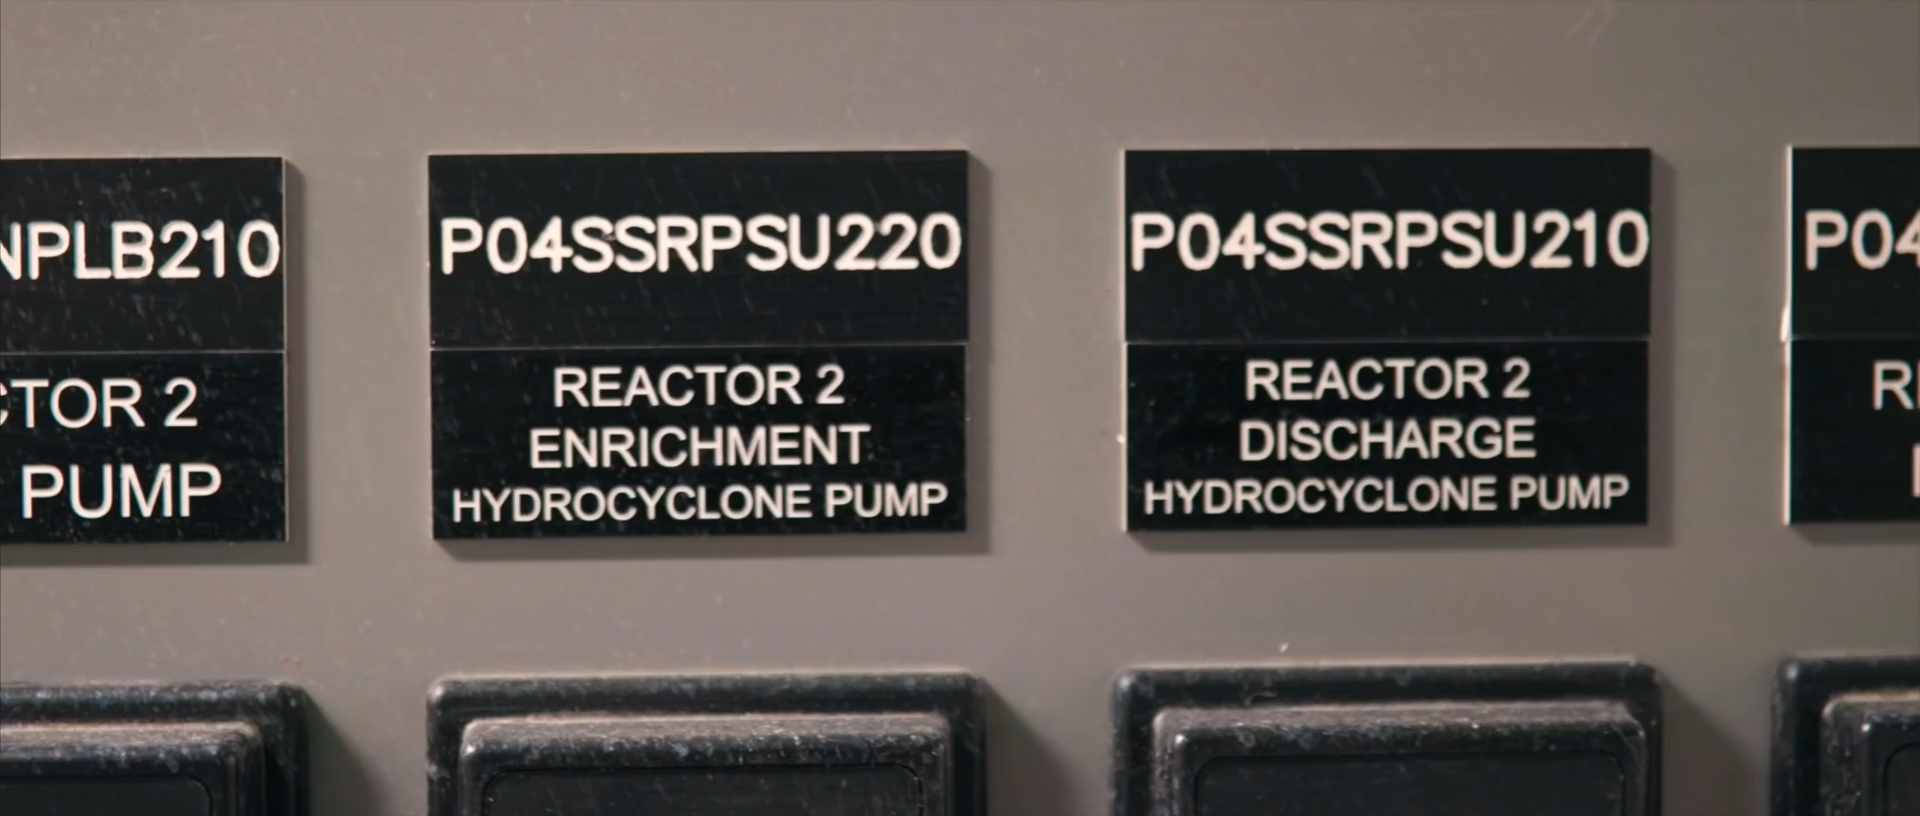 NPLB210
CTOR 2
PUMP
P04SSRPSU220
REACTOR 2
ENRICHMENT
HYDROCYCLONE PUMP
P04SSRPSU210
REACTOR 2
DISCHARGE
HYDROCYCLONE PUMP
P04